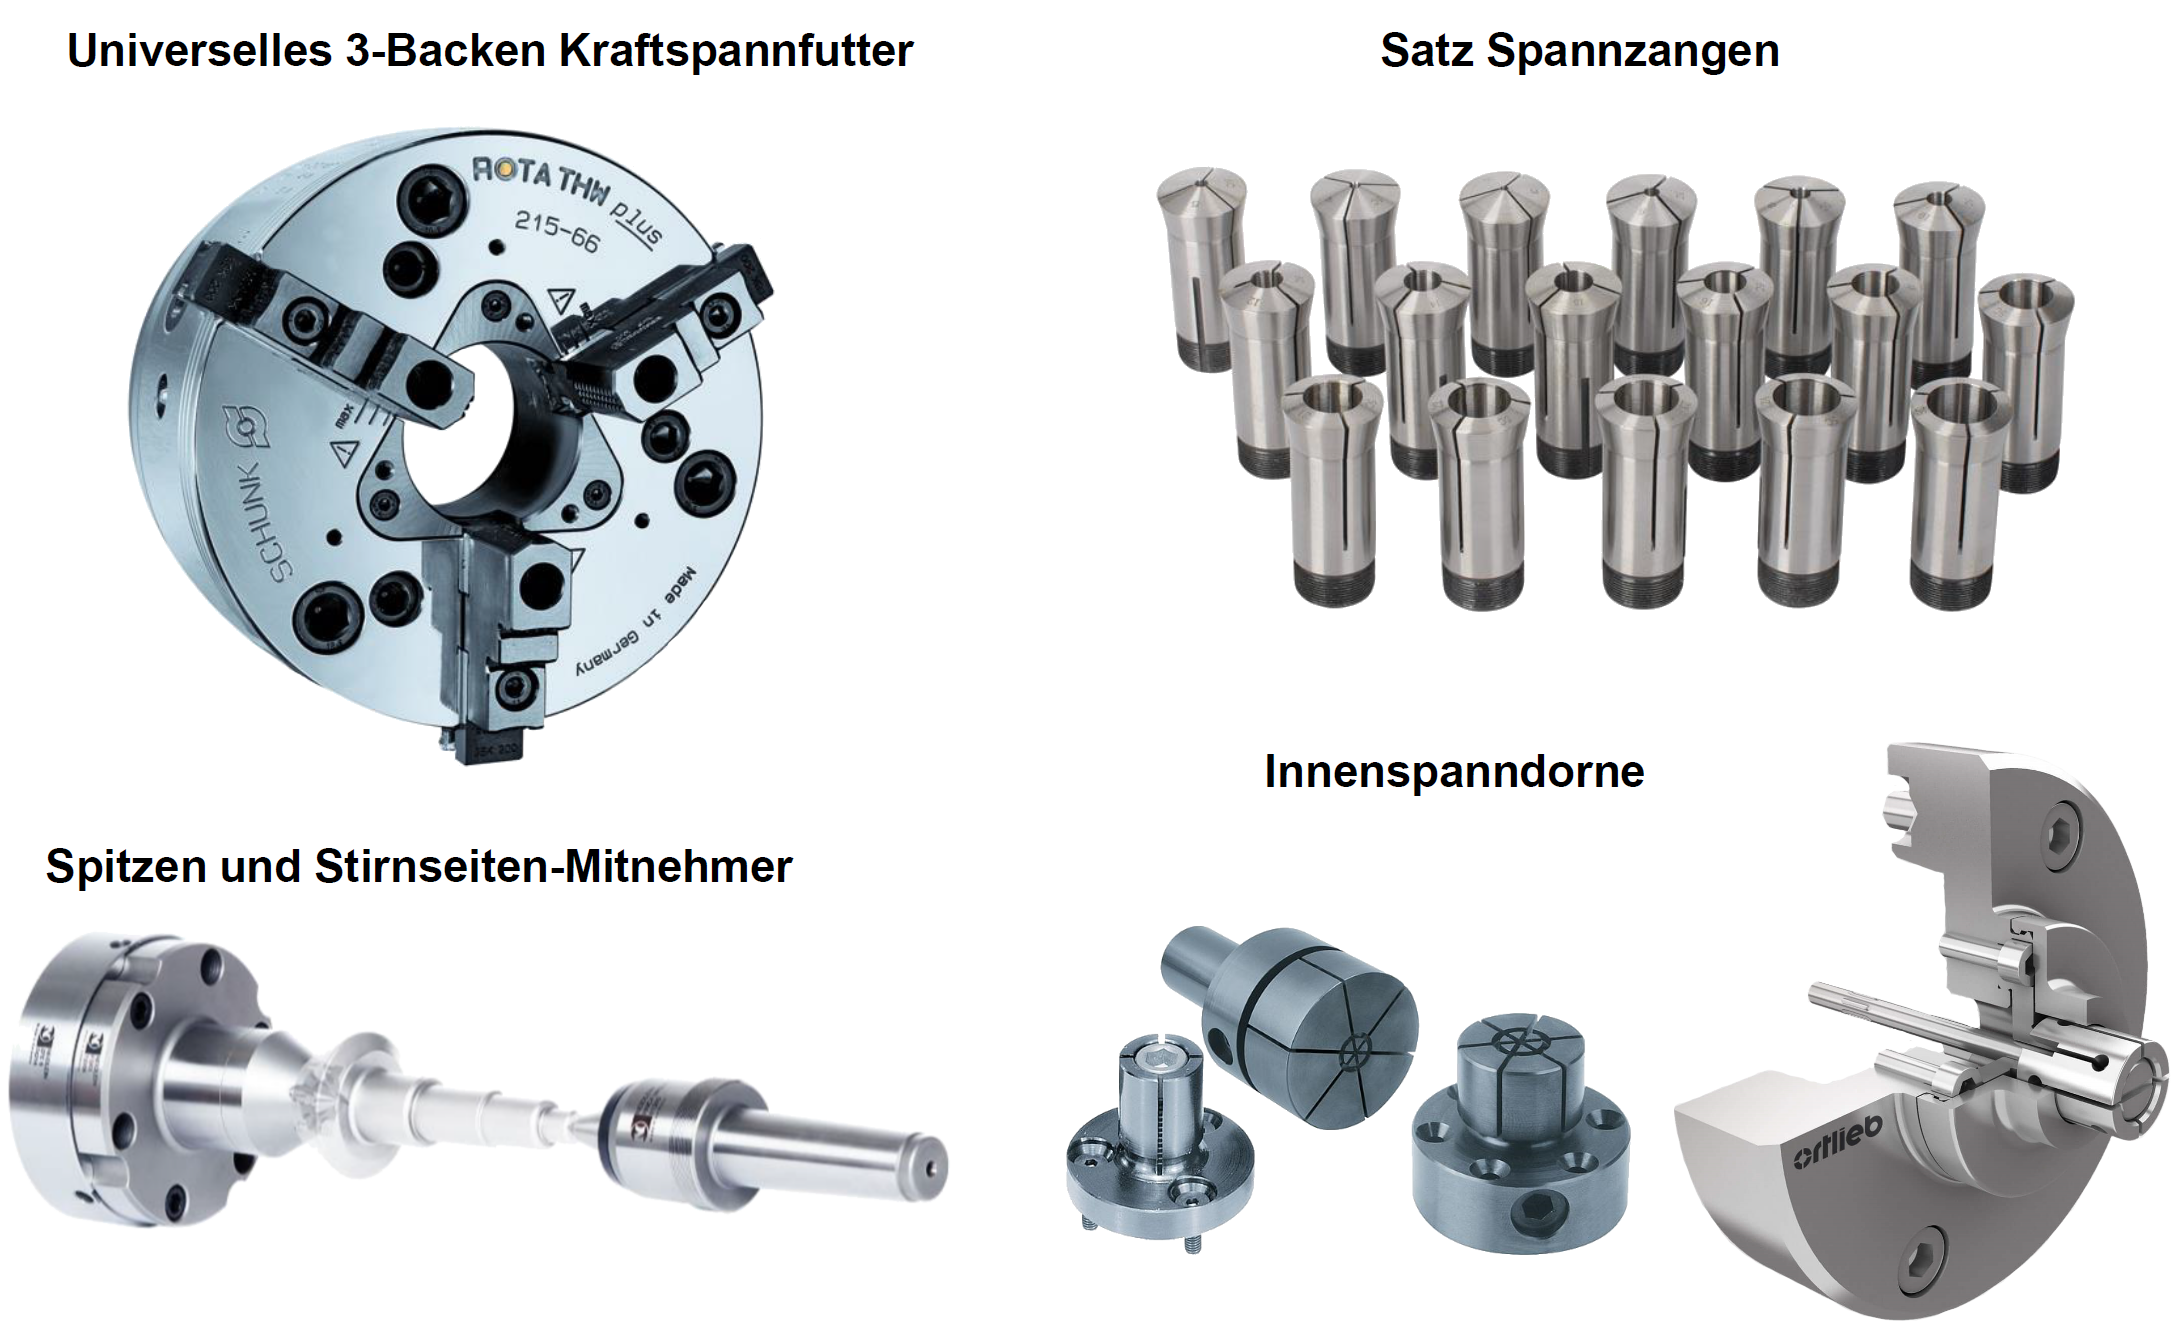 Universelles 3-Backen Kraftspannfutter
Satz Spannzangen
ROTA THW plus
215-66
max
SCHUNK
Made in Germany
Innenspanndorne
Spitzen und Stirnseiten-Mitnehmer
ortlieb